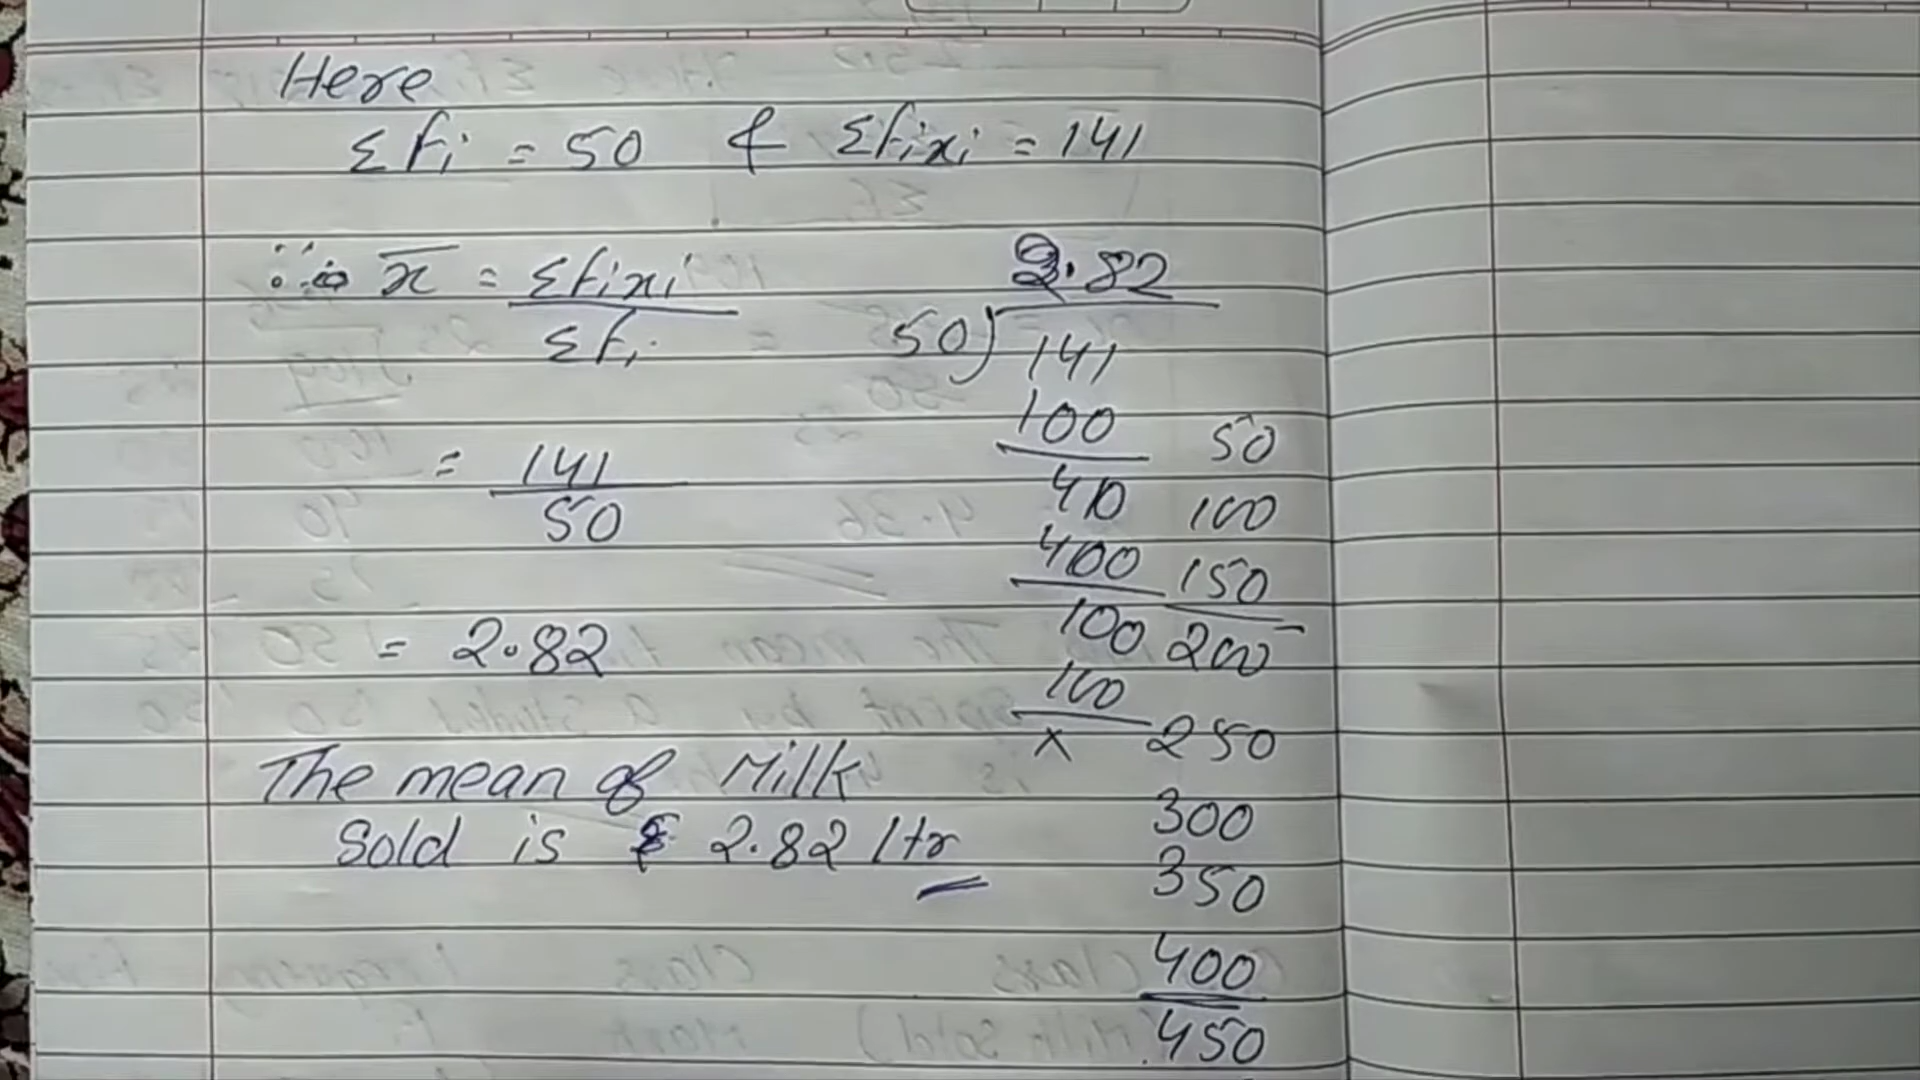 Here
Σfi = 50 & Σfixi = 141
∴ x̄ = Σfixi
Σfi
= 141
50
= 2.82
The mean of Milk
Sold is 2.82 ltr
2.82
50)141
100
410
400
100
100
x
50
100
150
200
250
300
350
400
450